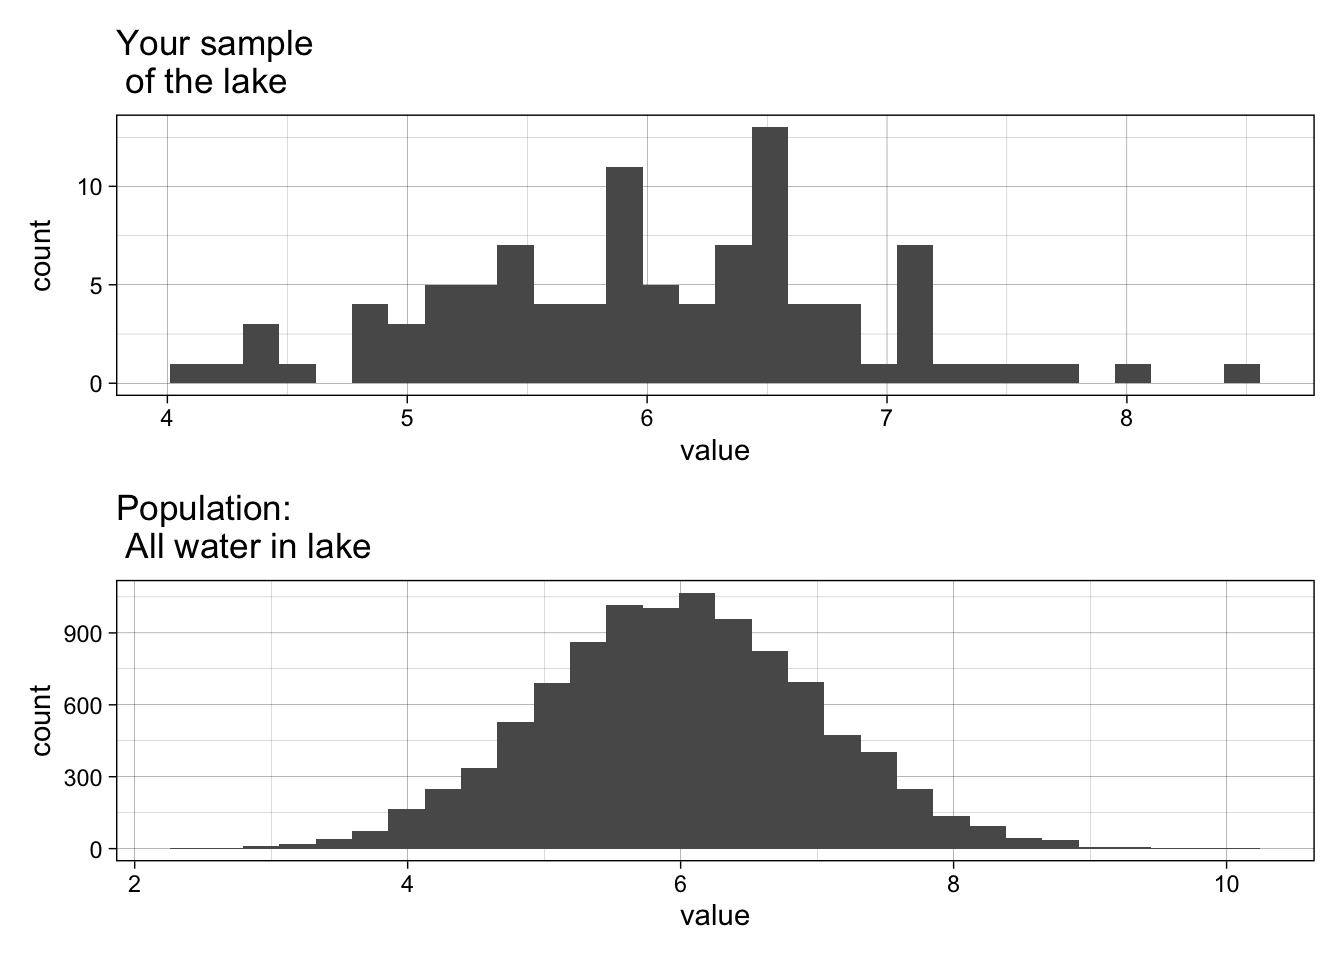 Your sample
of the lake
count
10
5
0
4 5 6 7 8
value
Population:
All water in lake
count
900
600
300
0
2 4 6 8 10
value